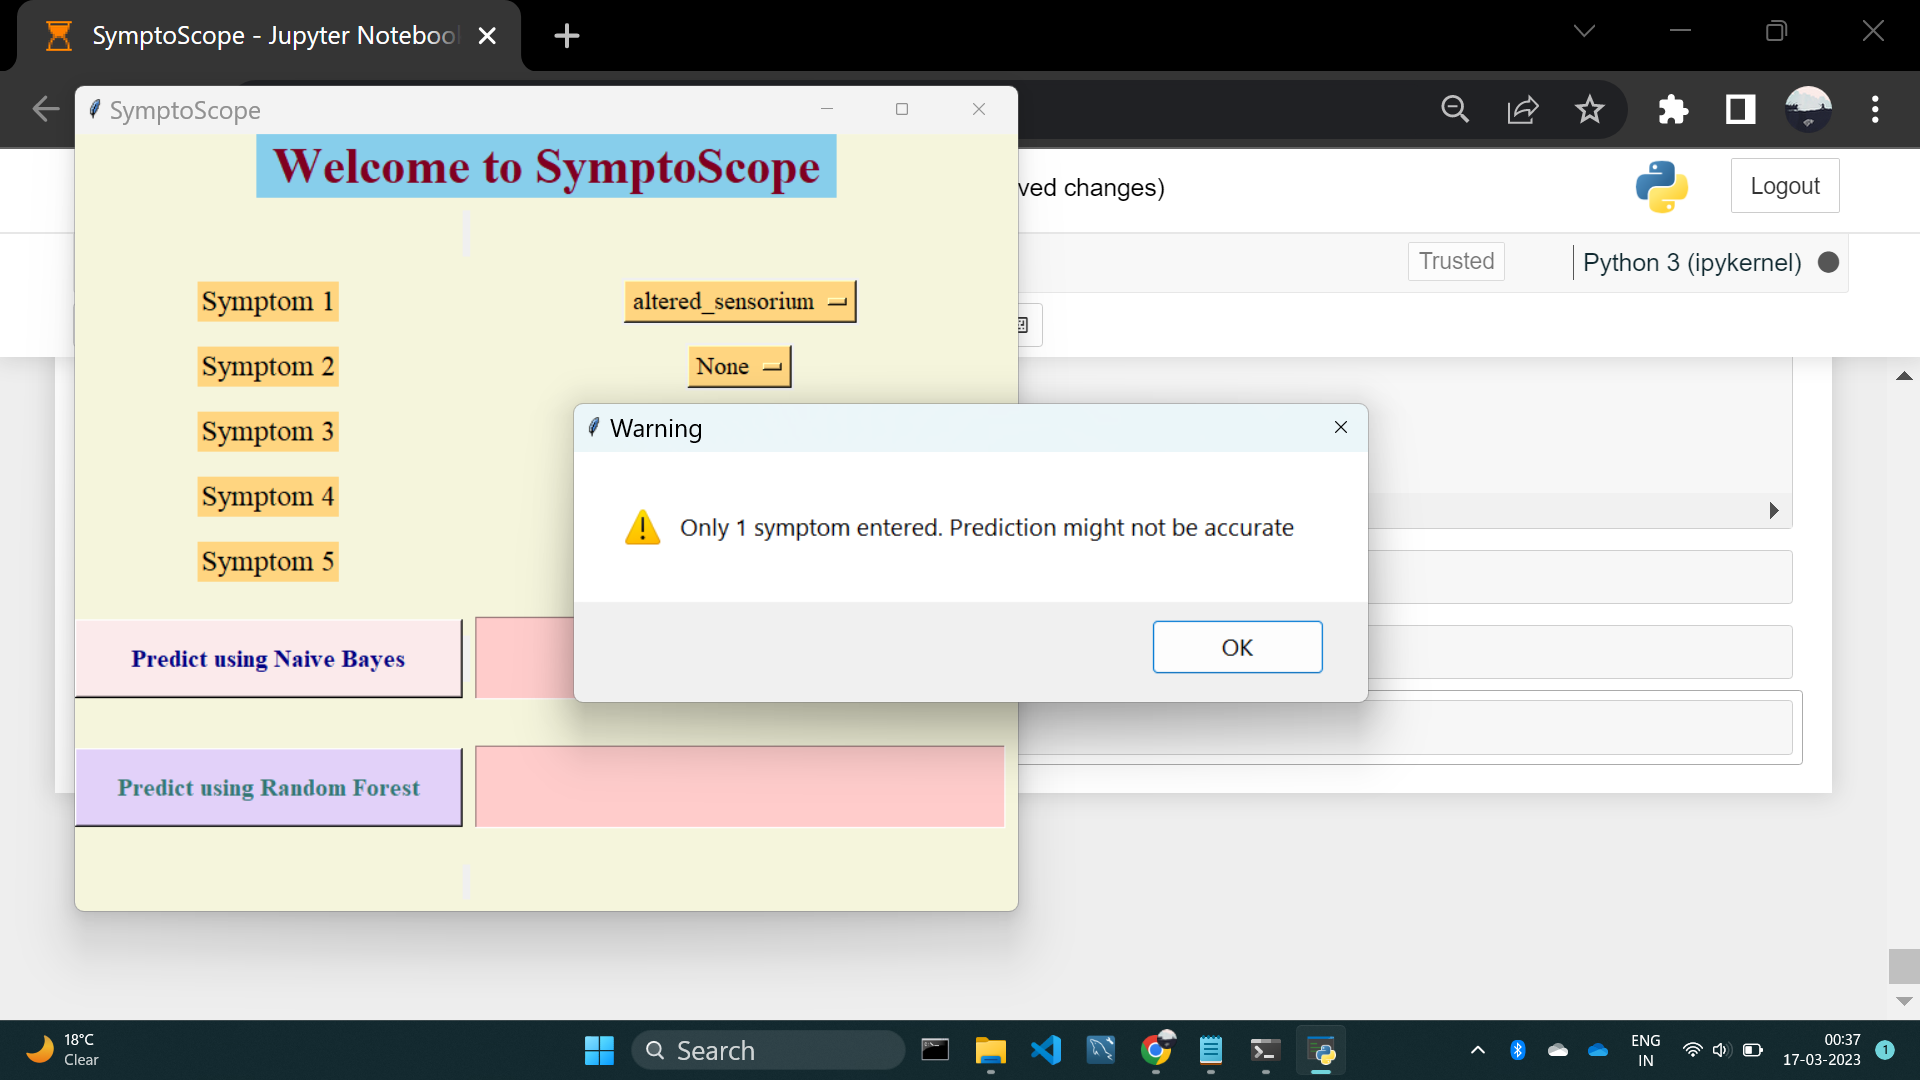 SymptoScope - Jupyter Notebook
SymptoScope
Welcome to SymptoScope
ved changes)
Logout
Trusted
Python 3 (ipykernel)
Symptom 1
altered_sensorium
Symptom 2
None
Symptom 3
Symptom 4
Symptom 5
Warning
Only 1 symptom entered. Prediction might not be accurate
OK
Predict using Naive Bayes
Predict using Random Forest
18°C
Clear
Search
ENG
IN
00:37
17-03-2023
1